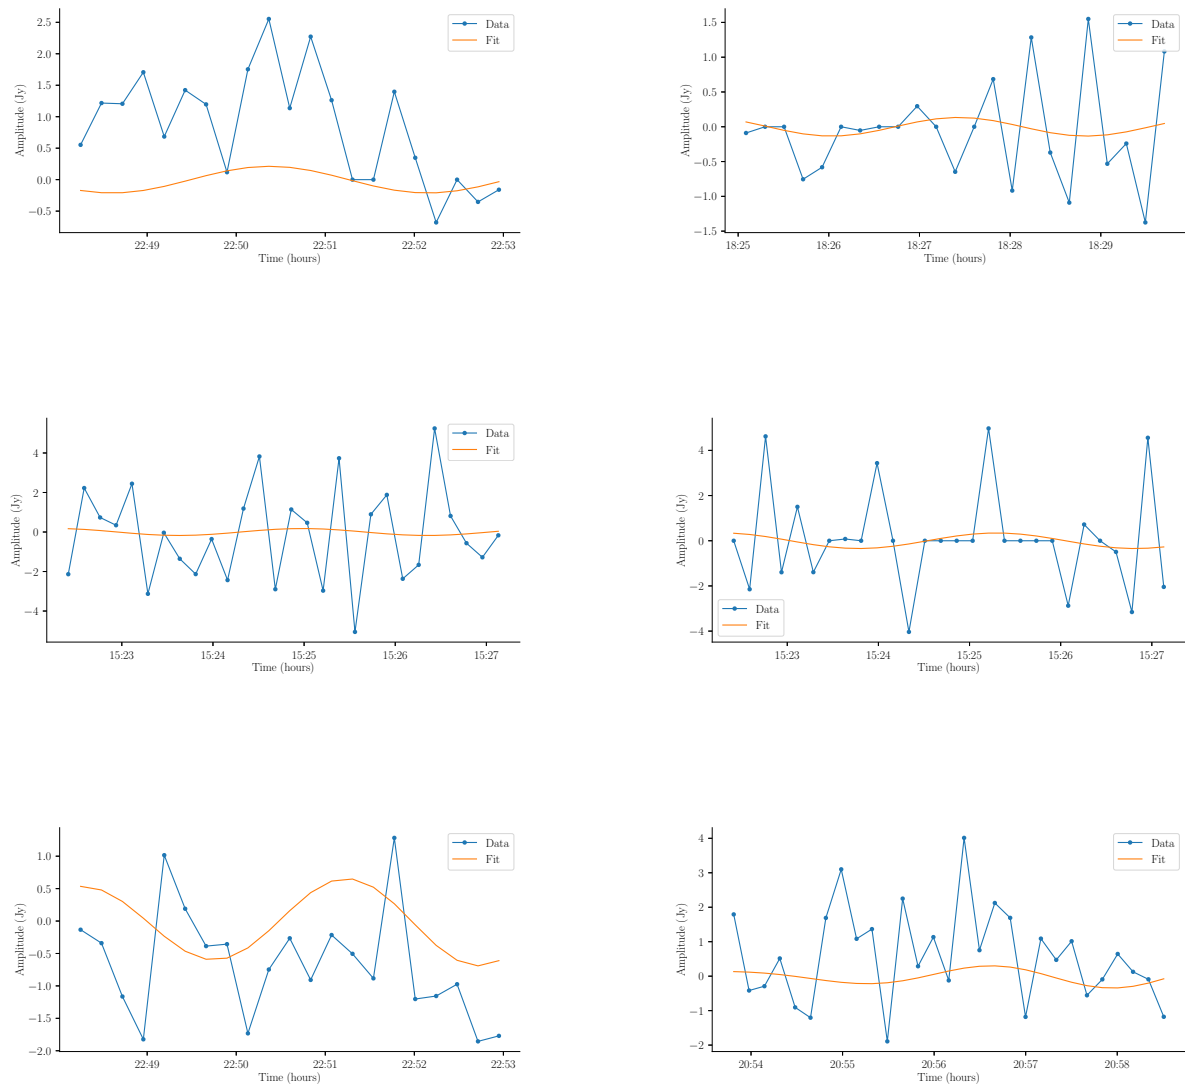 2.5
2.0
1.5
1.0
0.5
0.0
−0.5
Amplitude (Jy)
22:49 22:50 22:51 22:52 22:53
Time (hours)
Data
Fit
1.5
1.0
0.5
0.0
−0.5
−1.0
−1.5
Amplitude (Jy)
18:25 18:26 18:27 18:28 18:29
Time (hours)
Data
Fit
4
2
0
−2
−4
Amplitude (Jy)
15:23 15:24 15:25 15:26 15:27
Time (hours)
Data
Fit
4
2
0
−2
−4
Amplitude (Jy)
15:23 15:24 15:25 15:26 15:27
Time (hours)
Data
Fit
1.0
0.5
0.0
−0.5
−1.0
−1.5
−2.0
Amplitude (Jy)
22:49 22:50 22:51 22:52 22:53
Time (hours)
Data
Fit
4
3
2
1
0
−1
−2
Amplitude (Jy)
20:54 20:55 20:56 20:57 20:58
Time (hours)
Data
Fit